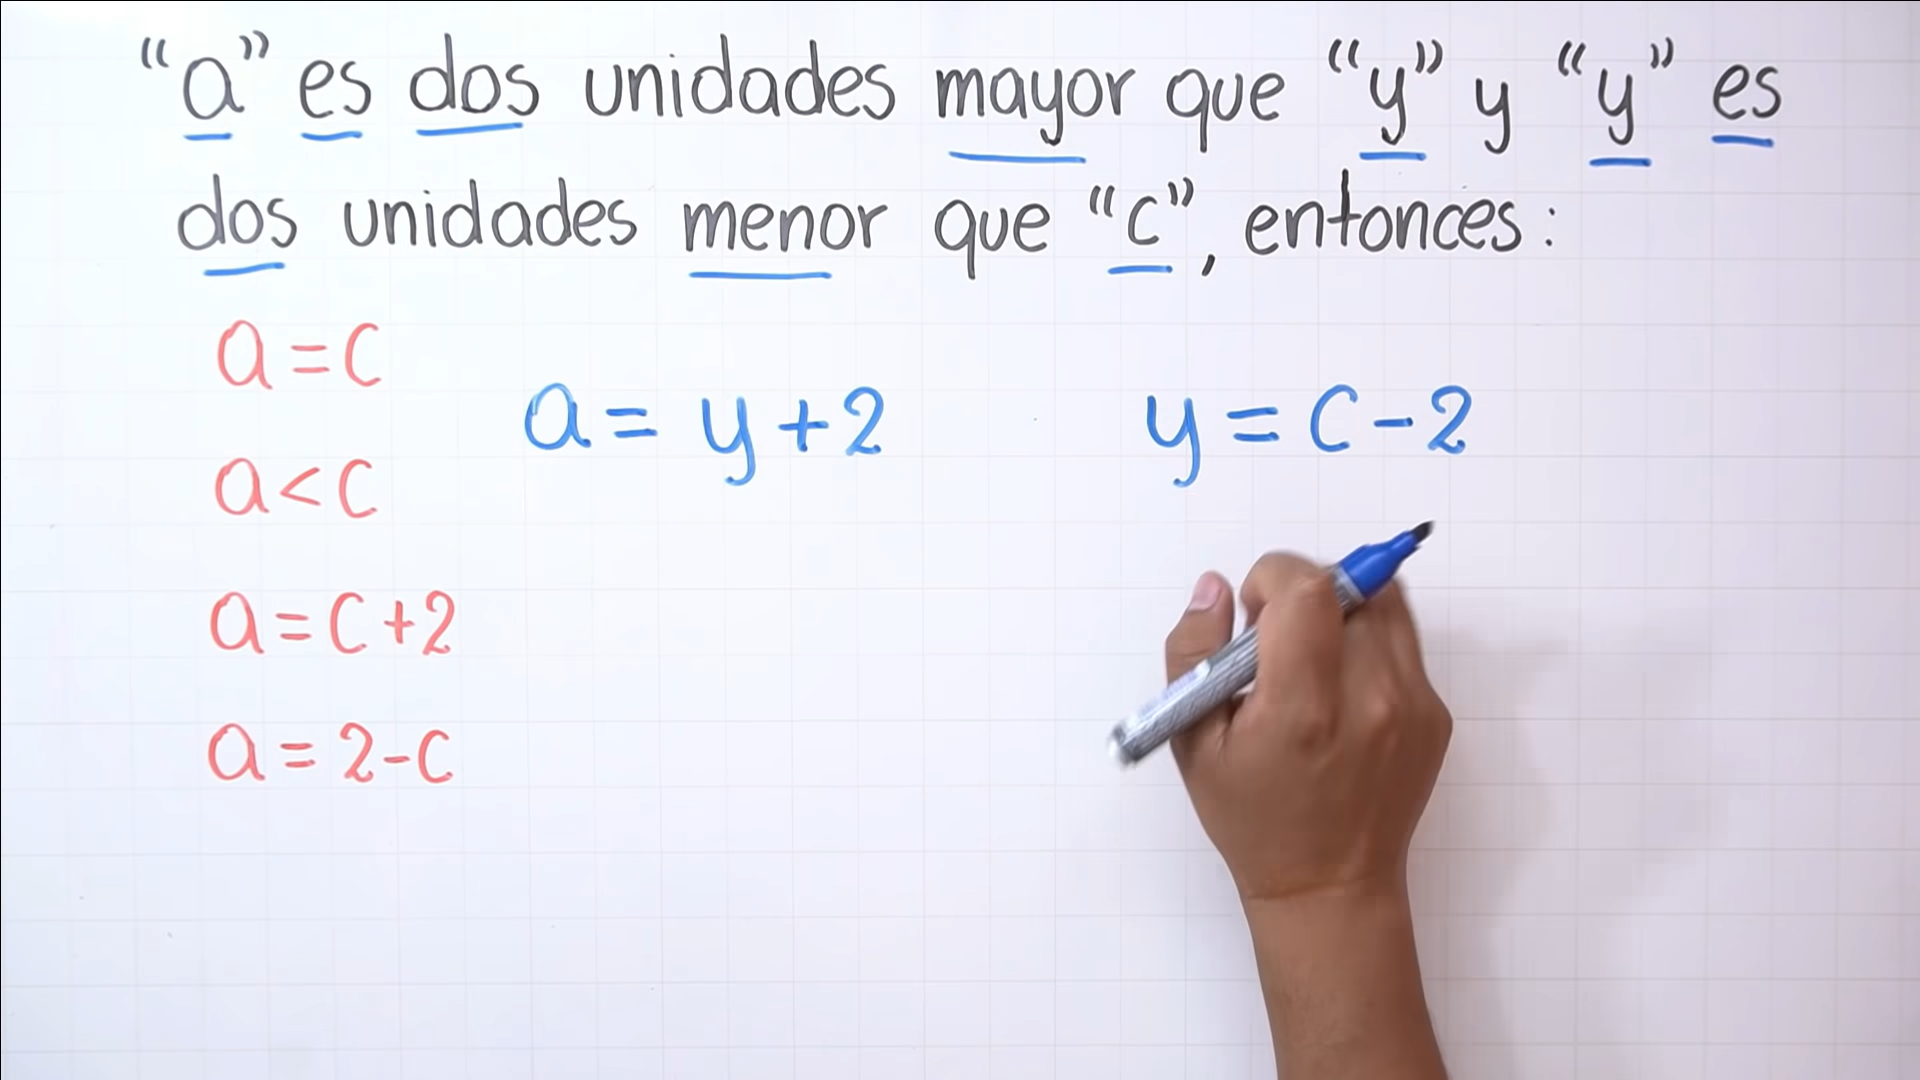 “a” es dos unidades mayor que “y” y “y” es
dos unidades menor que “c”, entonces:
a = c
a = y + 2
y = c - 2
a < c
a = c + 2
a = 2 - c